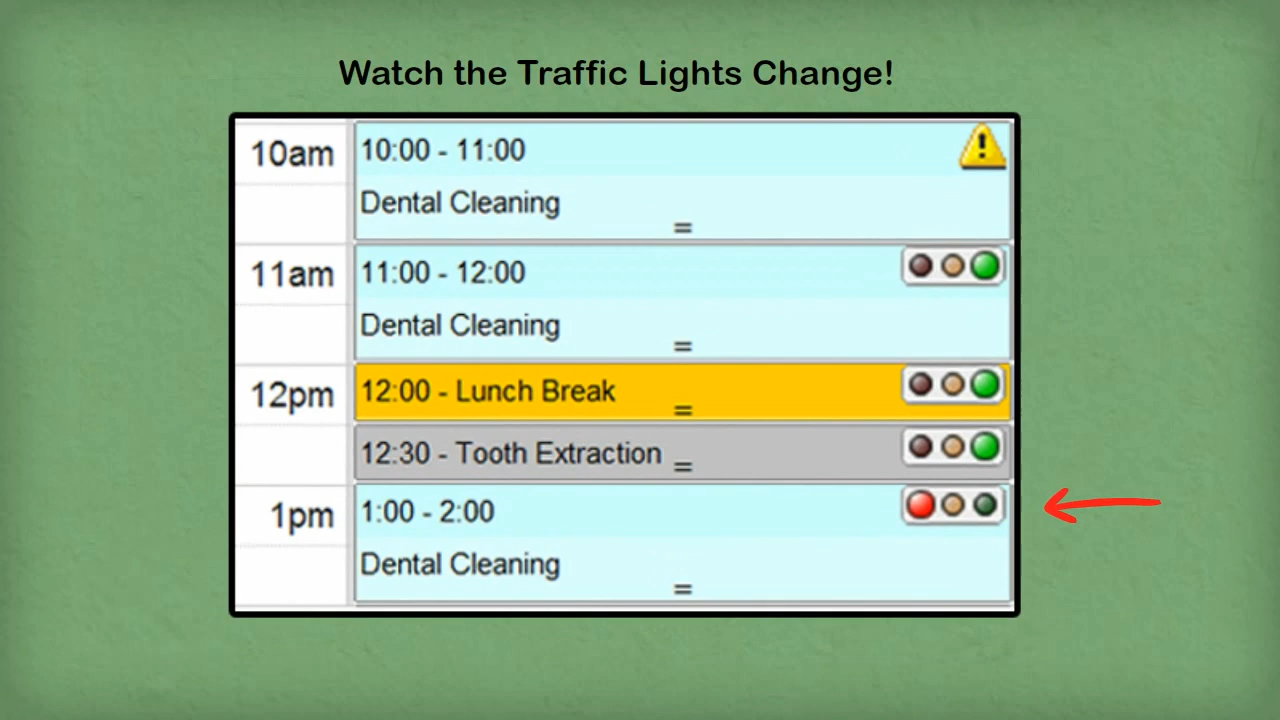 Watch the Traffic Lights Change!
10am
10:00 - 11:00
Dental Cleaning
11am
11:00 - 12:00
Dental Cleaning
12pm
12:00 - Lunch Break
12:30 - Tooth Extraction
1pm
1:00 - 2:00
Dental Cleaning